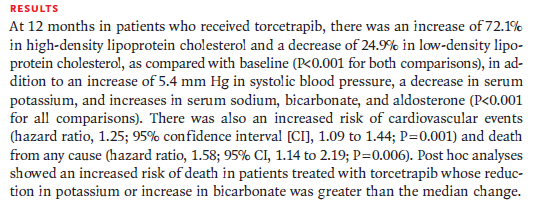 RESULTS
At 12 months in patients who received torcetrapib, there was an increase of 72.1%
in high-density lipoprotein cholesterol and a decrease of 24.9% in low-density lipo-
protein cholesterol, as compared with baseline (P<0.001 for both comparisons), in ad-
dition to an increase of 5.4 mm Hg in systolic blood pressure, a decrease in serum
potassium, and increases in serum sodium, bicarbonate, and aldosterone (P<0.001
for all comparisons). There was also an increased risk of cardiovascular events
(hazard ratio, 1.25; 95% confidence interval [CI], 1.09 to 1.44; P=0.001) and death
from any cause (hazard ratio, 1.58; 95% CI, 1.14 to 2.19; P=0.006). Post hoc analyses
showed an increased risk of death in patients treated with torcetrapib whose reduc-
tion in potassium or increase in bicarbonate was greater than the median change.